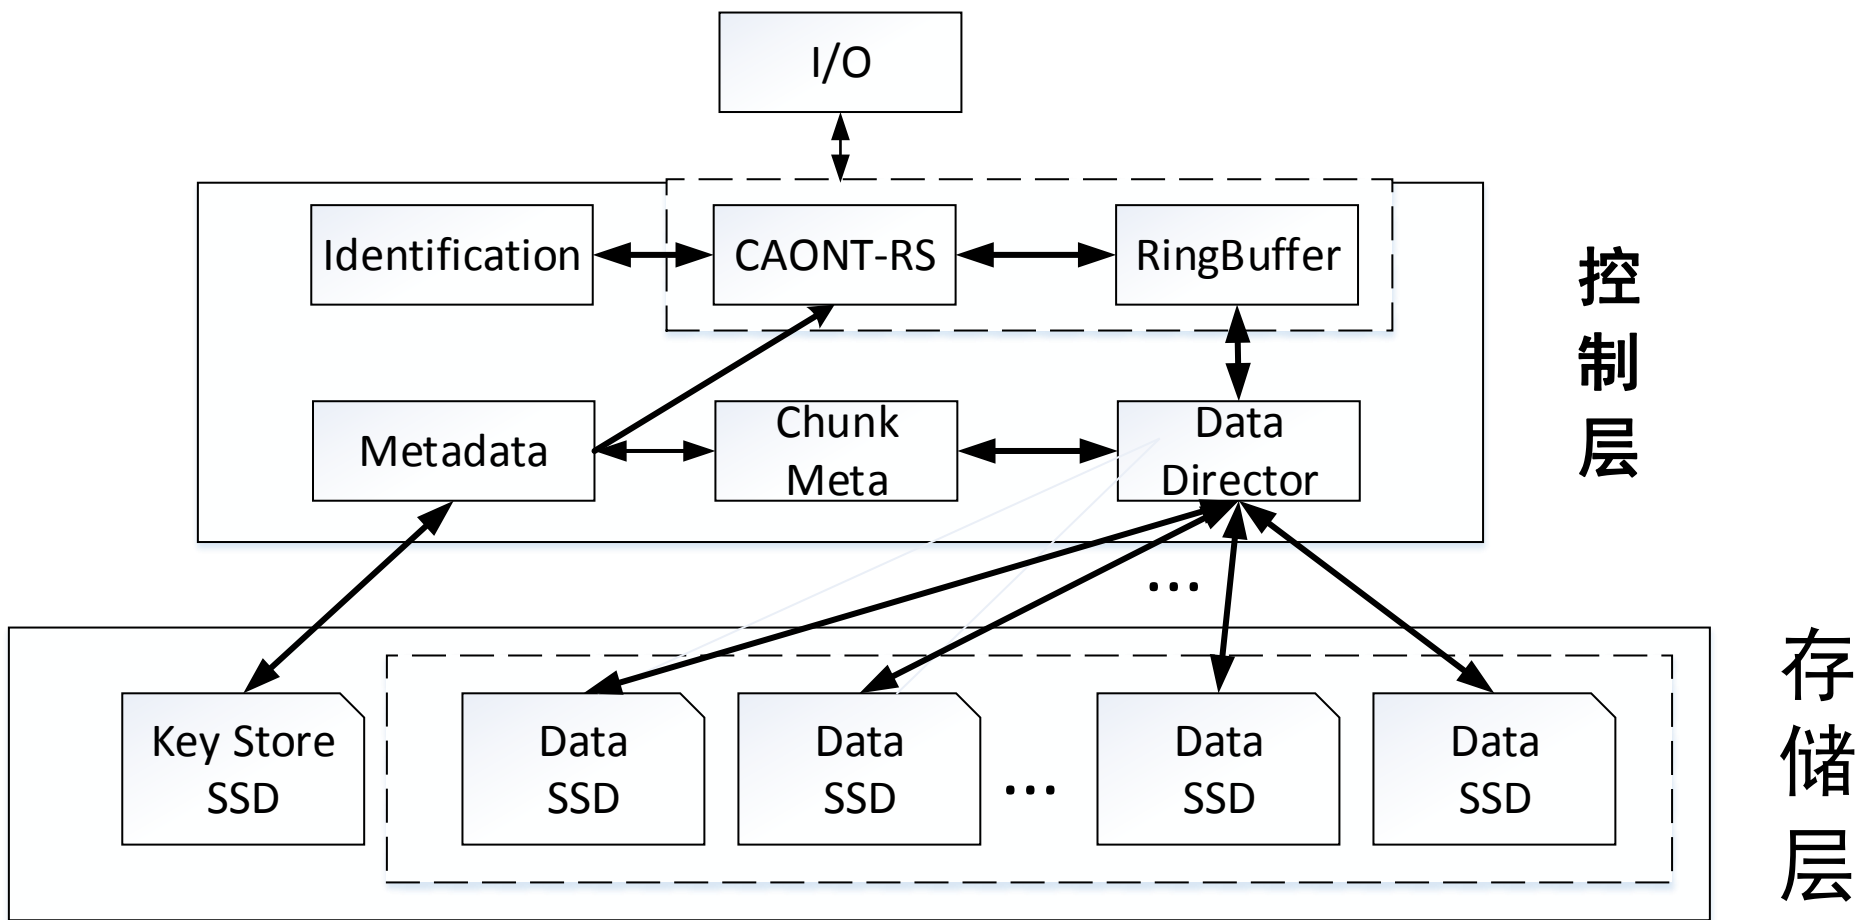 I/O
Identification
CAONT-RS
RingBuffer
控
制
层
Metadata
Chunk
Meta
Data
Director
...
存
储
层
Key Store
SSD
Data
SSD
Data
SSD
...
Data
SSD
Data
SSD